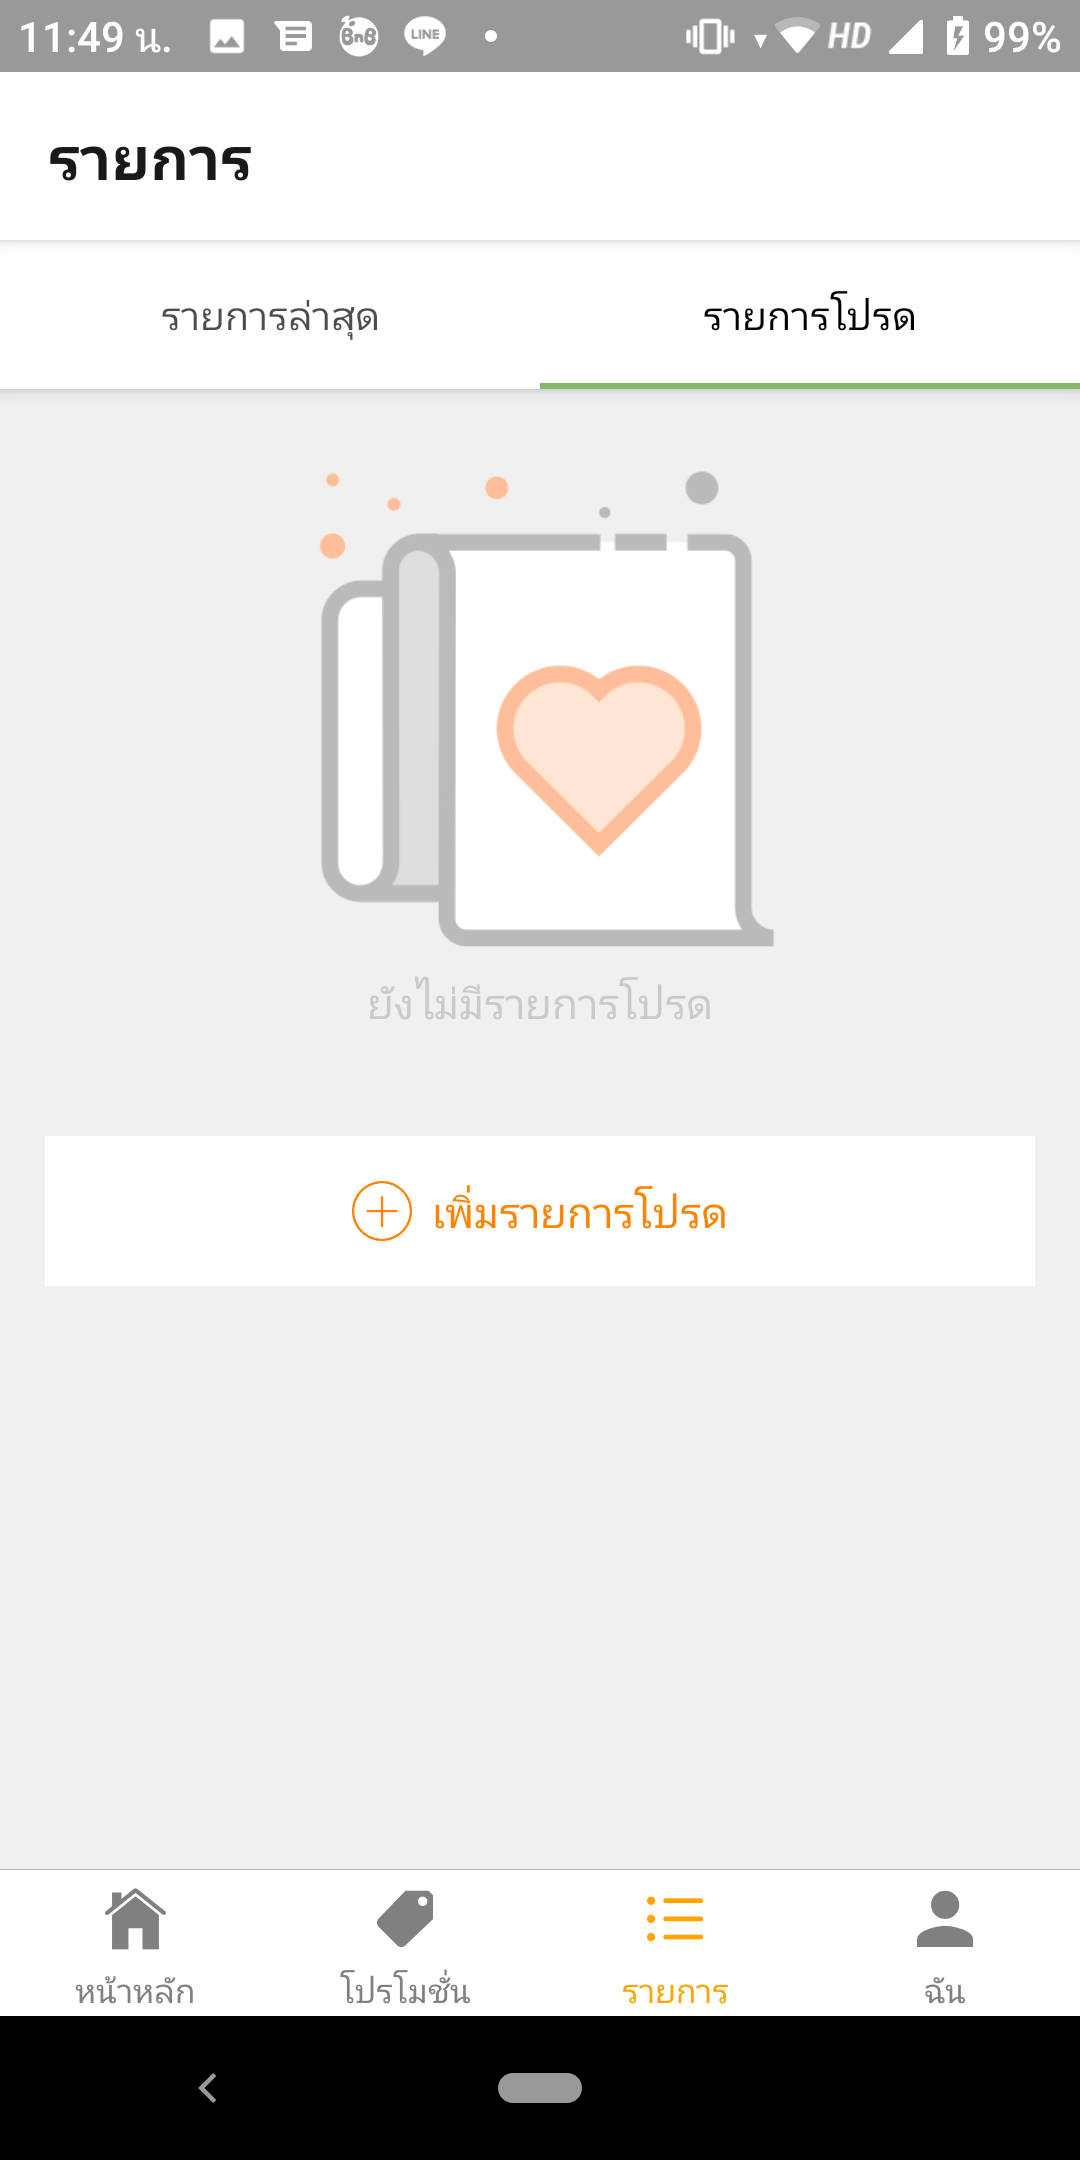 11:49 น. BnB LINE HD 99%
รายการ
รายการล่าสุด รายการโปรด
ยังไม่มีรายการโปรด
เพิ่มรายการโปรด
หน้าหลัก โปรโมชั่น รายการ ฉัน